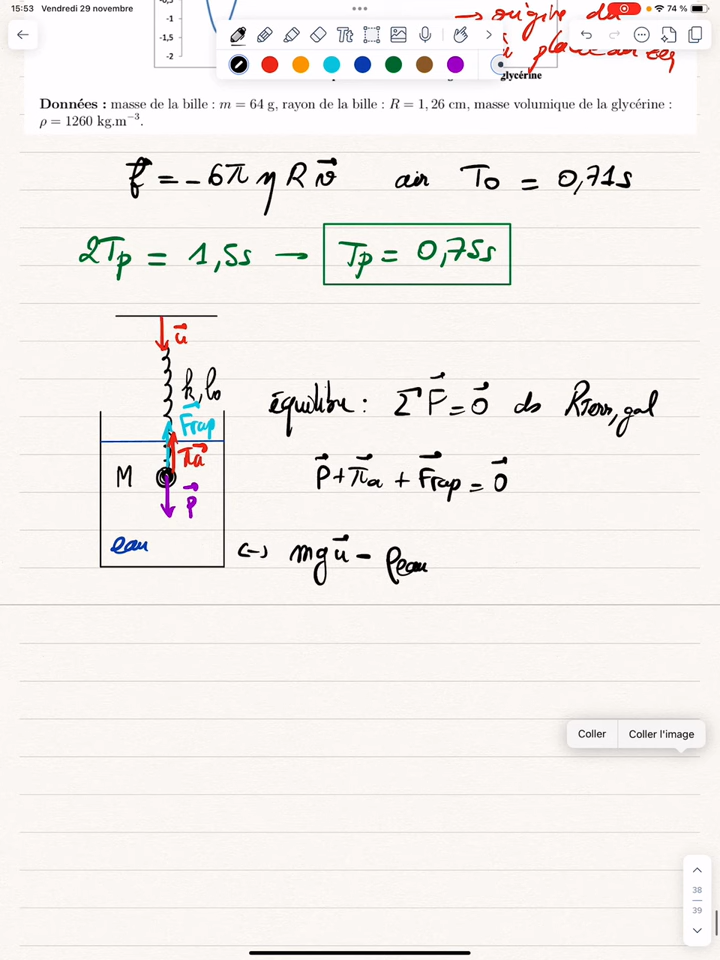 15:53 Vendredi 29 novembre
74 %
-1
-1,5
-2
→ origine du
glycérine
Données : masse de la bille : m = 64 g, rayon de la bille : R = 1, 26 cm, masse volumique de la glycérine :
ρ = 1260 kg.m⁻³.
f⃗ = - 6π η R v⃗ air T0 = 0,71s
2Tp = 1,5s → Tp = 0,75s
u⃗
k, l0
F⃗rap
équilibre : Σ F⃗ = 0⃗ ds RTerr, gal
π⃗a
M
P⃗
P⃗ + π⃗a + F⃗rap = 0⃗
eau
(-) mg u⃗ - ρeau
Coller Coller l'image
38
39